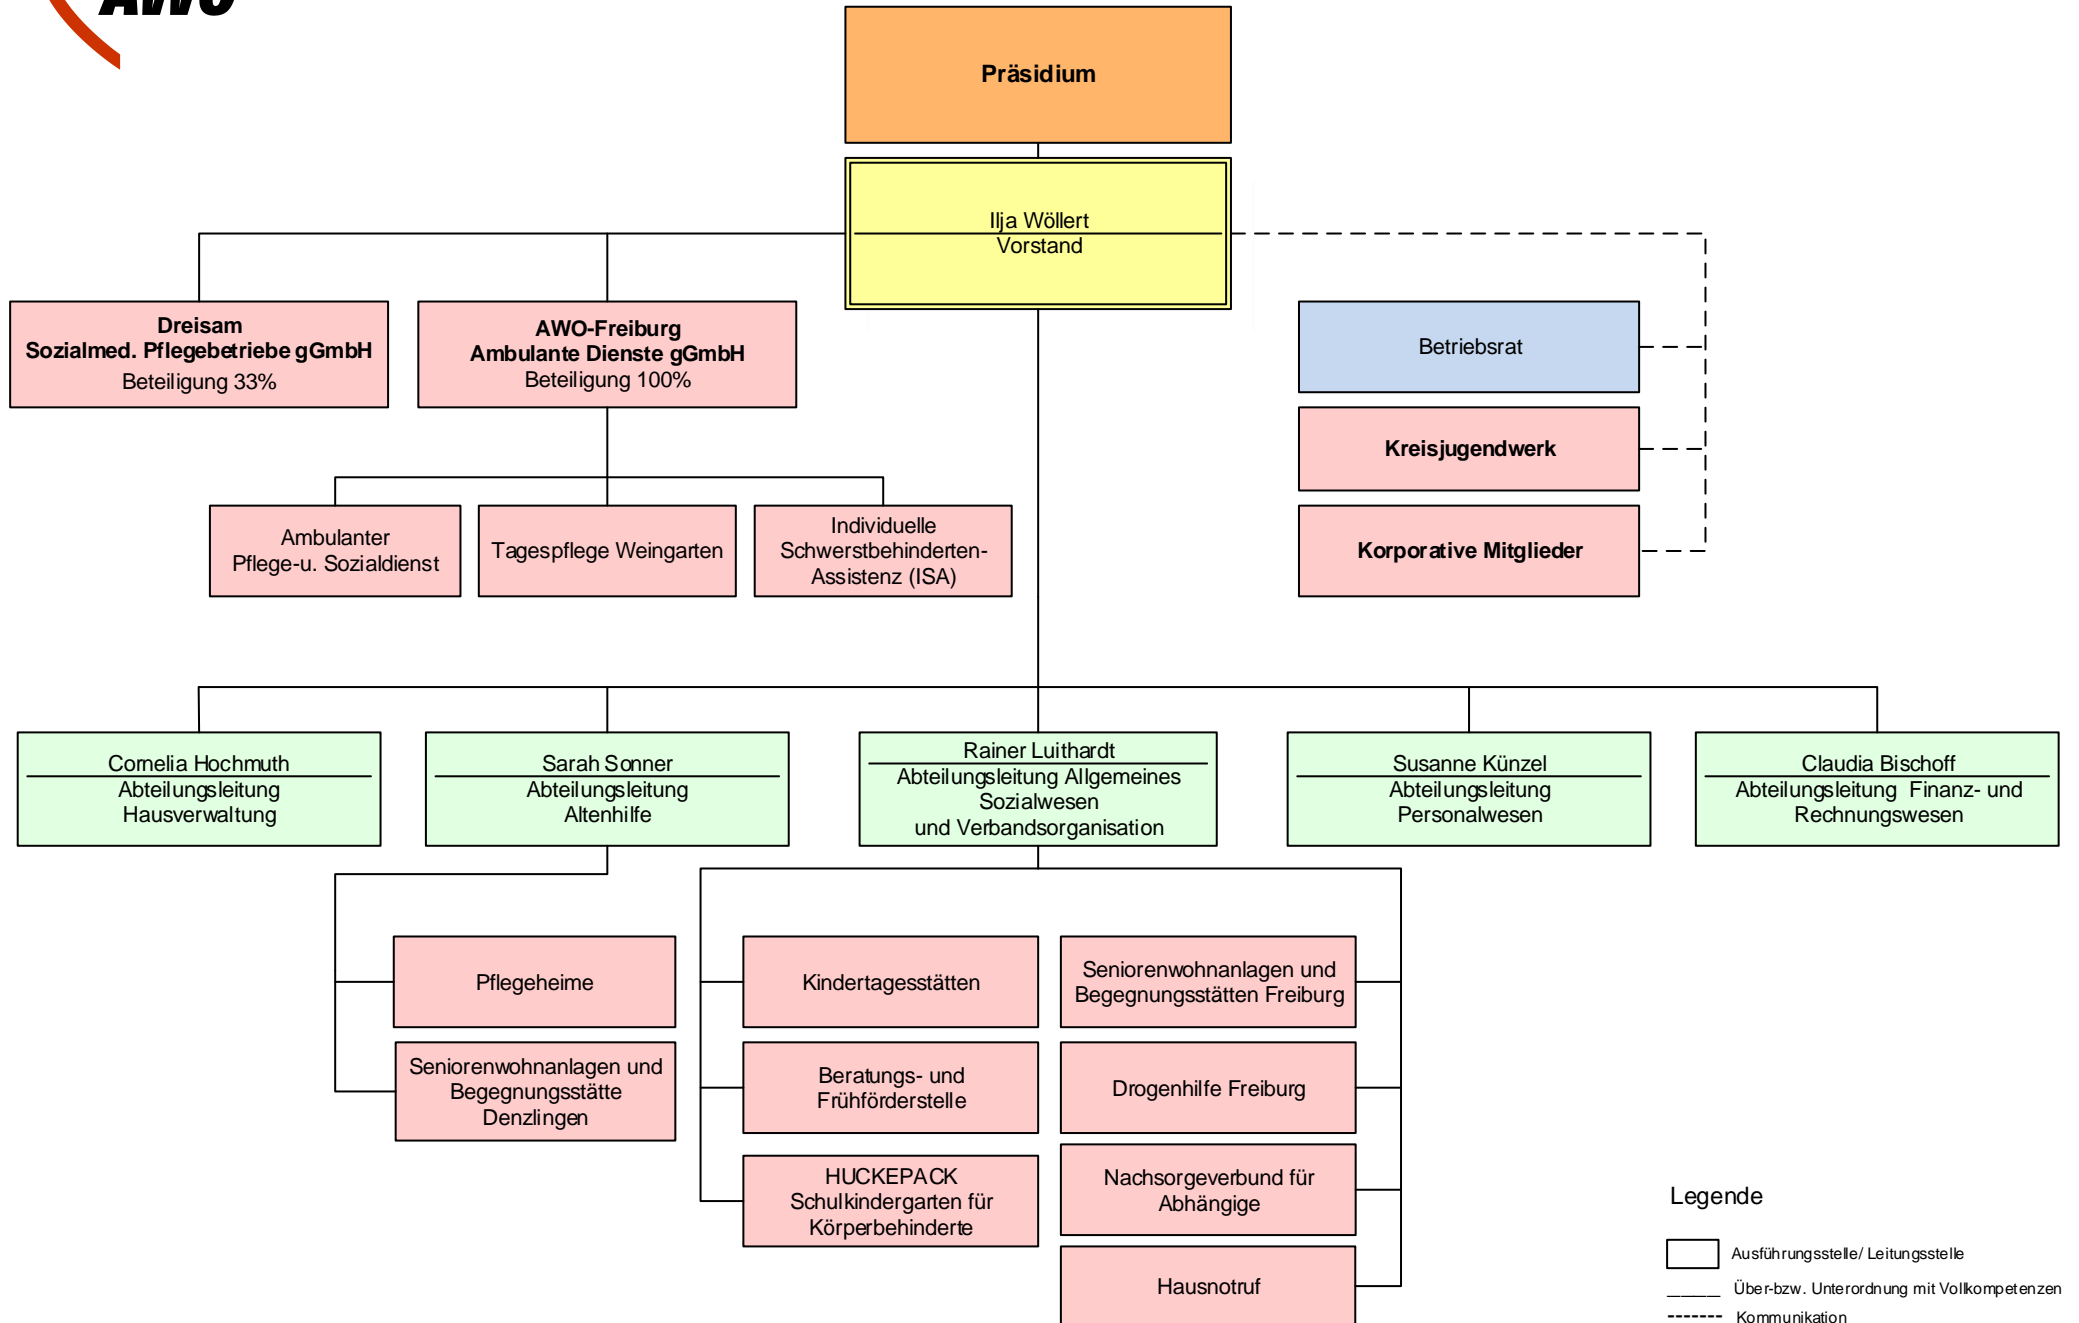 AWO
Präsidium
Ilja Wöllert
Vorstand
Dreisam
Sozialmed. Pflegebetriebe gGmbH
Beteiligung 33%
AWO-Freiburg
Ambulante Dienste gGmbH
Beteiligung 100%
Betriebsrat
Kreisjugendwerk
Korporative Mitglieder
Ambulanter
Pflege-u. Sozialdienst
Tagespflege Weingarten
Individuelle
Schwerstbehinderten-
Assistenz (ISA)
Cornelia Hochmuth
Abteilungsleitung
Hausverwaltung
Sarah Sonner
Abteilungsleitung
Altenhilfe
Rainer Luithardt
Abteilungsleitung Allgemeines
Sozialwesen
und Verbandsorganisation
Susanne Künzel
Abteilungsleitung
Personalwesen
Claudia Bischoff
Abteilungsleitung Finanz- und
Rechnungswesen
Pflegeheime
Seniorenwohnanlagen und
Begegnungsstätte
Denzlingen
Kindertagesstätten
Beratungs- und
Frühförderstelle
HUCKEPACK
Schulkindergarten für
Körperbehinderte
Seniorenwohnanlagen und
Begegnungsstätten Freiburg
Drogenhilfe Freiburg
Nachsorgeverbund für
Abhängige
Hausnotruf
Legende
Ausführungsstelle/ Leitungsstelle
Über-bzw. Unterordnung mit Vollkompetenzen
Kommunikation